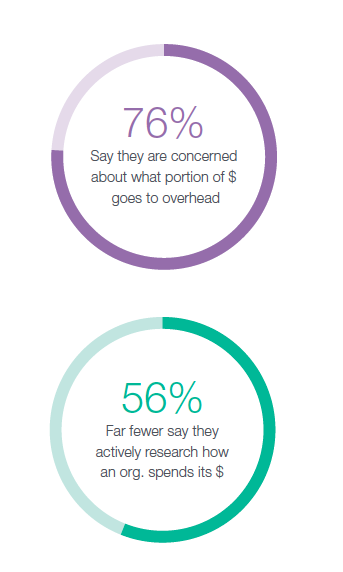 76%
Say they are concerned
about what portion of $
goes to overhead
56%
Far fewer say they
actively research how
an org. spends its $